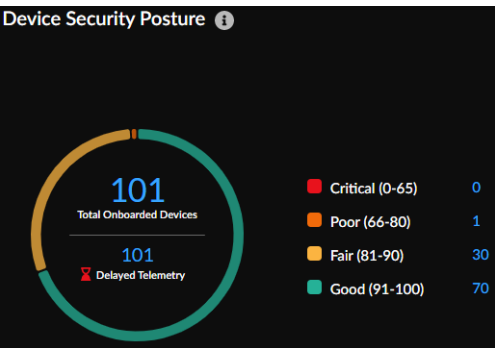 Device Security Posture
101
Total Onboarded Devices
101
Delayed Telemetry
Critical (0-65) 0
Poor (66-80) 1
Fair (81-90) 30
Good (91-100) 70